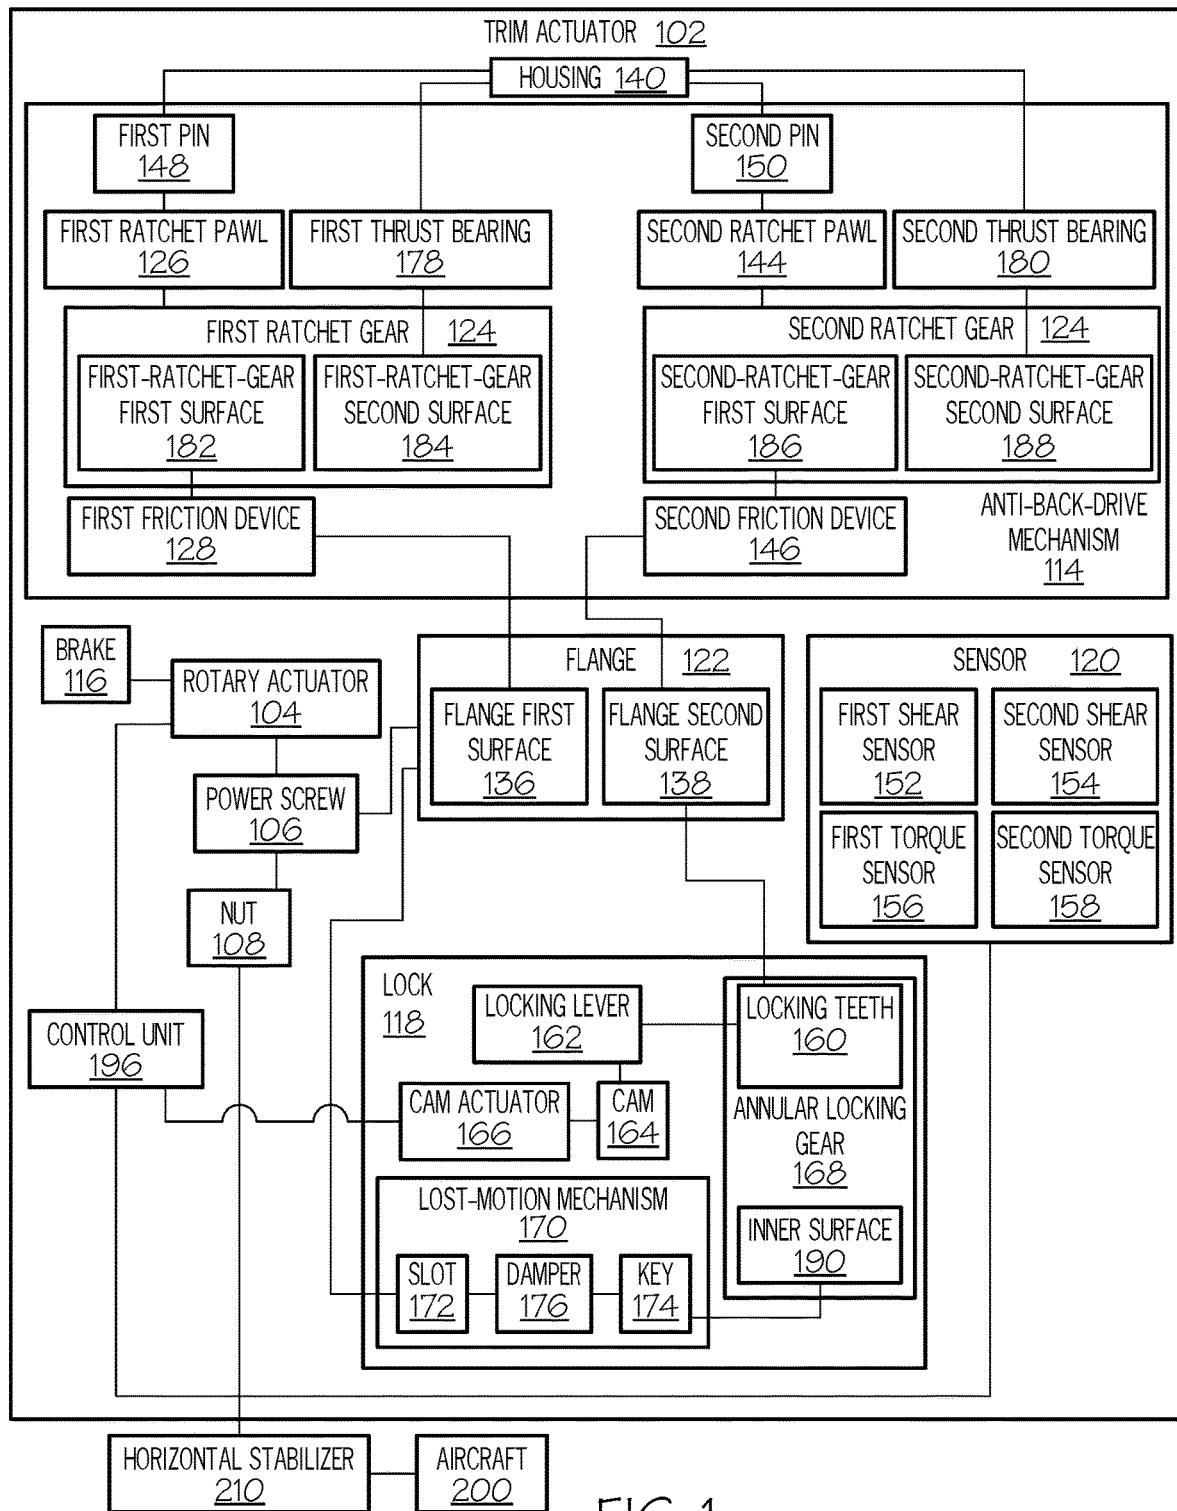 TRIM ACTUATOR 102
HOUSING 140
FIRST PIN
148
SECOND PIN
150
FIRST RATCHET PAWL
126
FIRST THRUST BEARING
178
SECOND RATCHET PAWL
144
SECOND THRUST BEARING
180
FIRST RATCHET GEAR 124
FIRST-RATCHET-GEAR
FIRST SURFACE
182
FIRST-RATCHET-GEAR
SECOND SURFACE
184
SECOND RATCHET GEAR 124
SECOND-RATCHET-GEAR
FIRST SURFACE
186
SECOND-RATCHET-GEAR
SECOND SURFACE
188
FIRST FRICTION DEVICE
128
SECOND FRICTION DEVICE
146
ANTI-BACK-DRIVE
MECHANISM
114
BRAKE
116
ROTARY ACTUATOR
104
FLANGE 122
FLANGE FIRST
SURFACE
136
FLANGE SECOND
SURFACE
138
SENSOR 120
FIRST SHEAR
SENSOR
152
SECOND SHEAR
SENSOR
154
FIRST TORQUE
SENSOR
156
SECOND TORQUE
SENSOR
158
POWER SCREW
106
NUT
108
CONTROL UNIT
196
LOCK
118
LOCKING LEVER
162
LOCKING TEETH
160
CAM ACTUATOR
166
CAM
164
ANNULAR LOCKING
GEAR
168
LOST-MOTION MECHANISM
170
SLOT
172
DAMPER
176
KEY
174
INNER SURFACE
190
HORIZONTAL STABILIZER
210
AIRCRAFT
200
FIG. 1